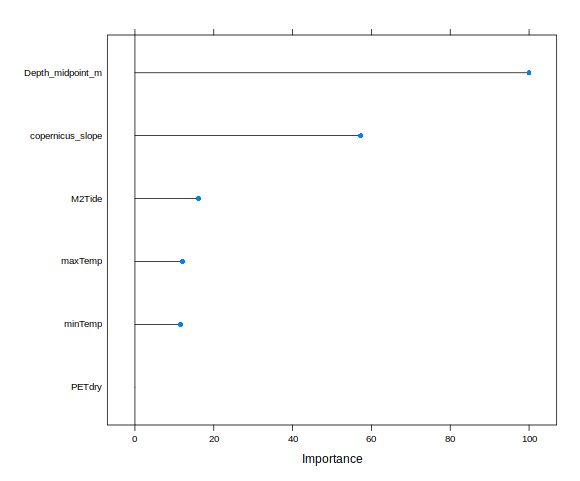 Depth_midpoint_m
copernicus_slope
M2Tide
maxTemp
minTemp
PETdry
0 20 40 60 80 100
Importance